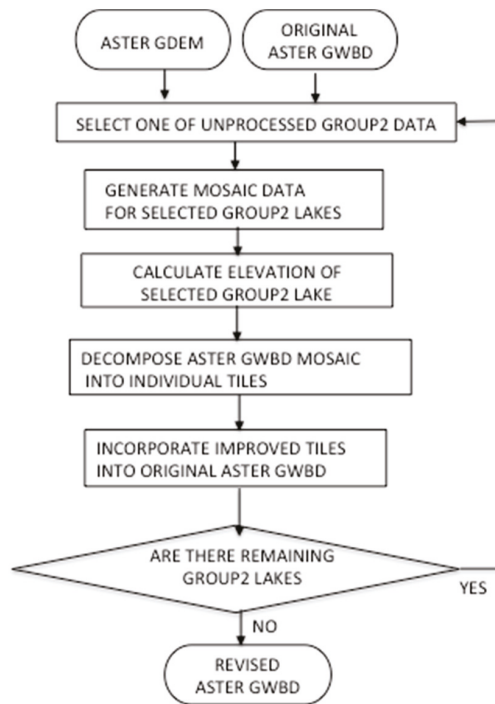 ASTER GDEM
ORIGINAL
ASTER GWBD
SELECT ONE OF UNPROCESSED GROUP2 DATA
GENERATE MOSAIC DATA
FOR SELECTED GROUP2 LAKES
CALCULATE ELEVATION OF
SELECTED GROUP2 LAKE
DECOMPOSE ASTER GWBD MOSAIC
INTO INDIVIDUAL TILES
INCORPORATE IMPROVED TILES
INTO ORIGINAL ASTER GWBD
ARE THERE REMAINING
GROUP2 LAKES
YES
NO
REVISED
ASTER GWBD